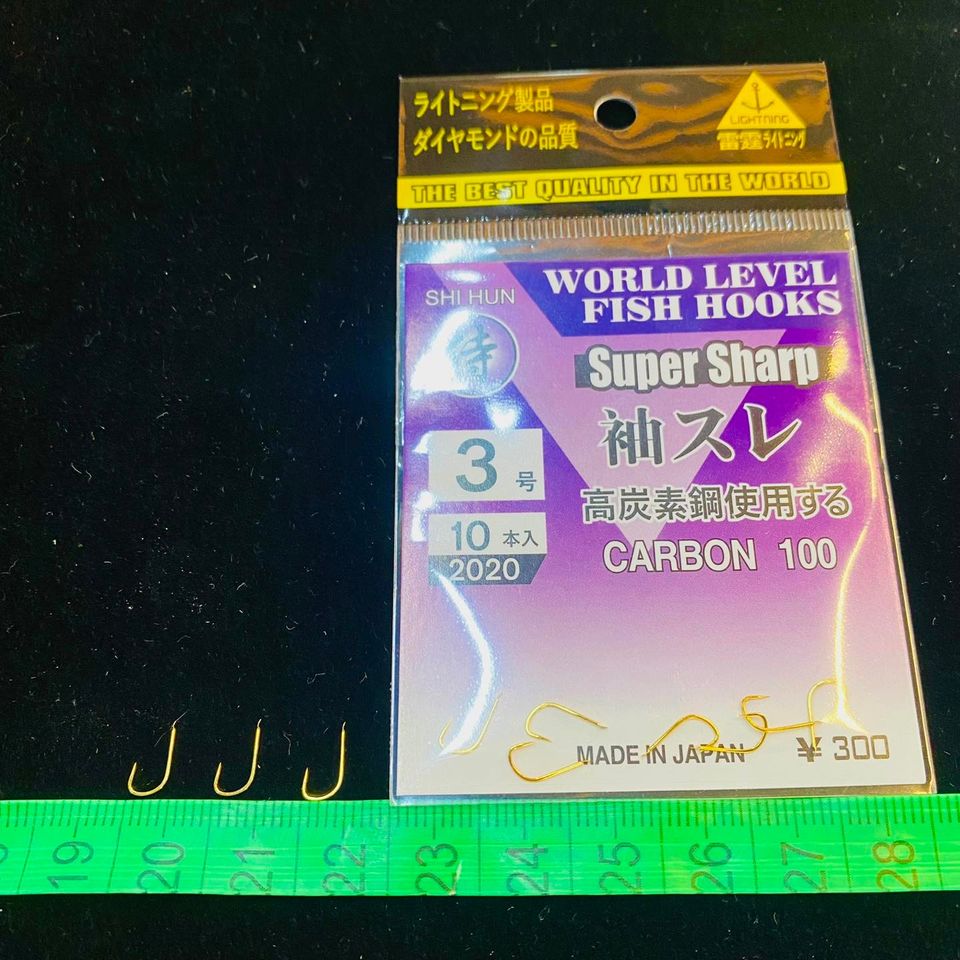 ライトニング製品
ダイヤモンドの品質
LIGHTNING
雷霆ライトニング
THE BEST QUALITY IN THE WORLD
WORLD LEVEL
FISH HOOKS
SHI HUN
侍
Super Sharp
袖スレ
3号
高炭素鋼使用する
10本入
2020
CARBON 100
MADE IN JAPAN ¥300
19 20 21 22 23 24 25 26 27 28